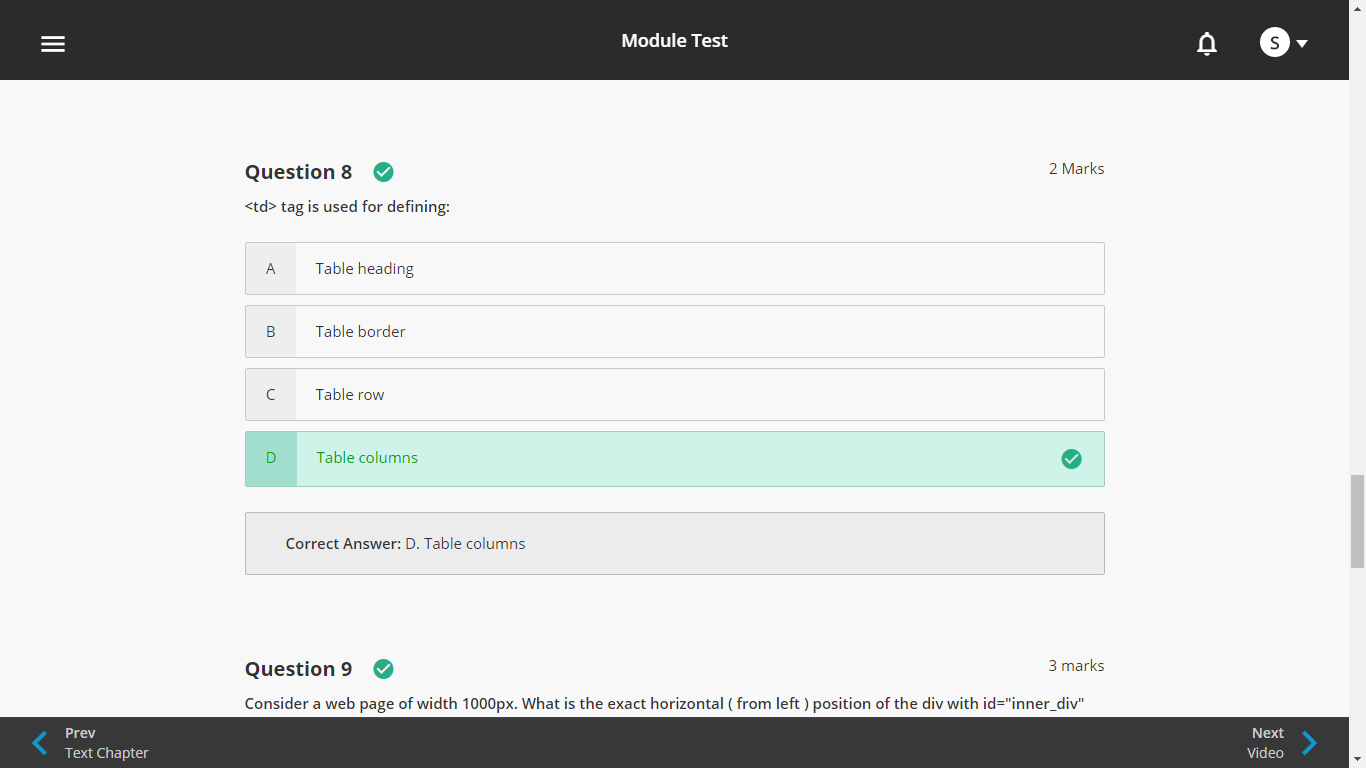 Module Test
S
Question 8
2 Marks
<td> tag is used for defining:
A Table heading
B Table border
C Table row
D Table columns
Correct Answer: D. Table columns
Question 9
3 marks
Consider a web page of width 1000px. What is the exact horizontal ( from left ) position of the div with id="inner_div"
Prev
Text Chapter
Next
Video